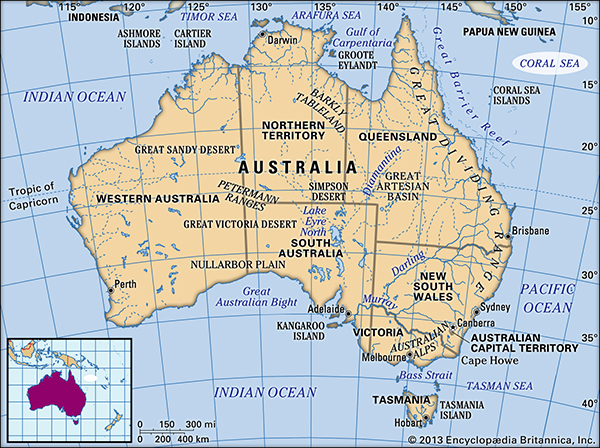 110°
115°
120°
125°
130°
135°
140°
145°
150°
155°
INDONESIA
TIMOR SEA
ARAFURA SEA
PAPUA NEW GUINEA
ASHMORE
ISLANDS
CARTIER
ISLAND
Darwin
Gulf of
Carpentaria
GROOTE
EYLANDT
Great Barrier Reef
CORAL SEA
CORAL SEA
ISLANDS
INDIAN OCEAN
15°
NORTHERN
TERRITORY
BARKLY
TABLELAND
QUEENSLAND
GREAT DIVIDING RANGE
GREAT SANDY DESERT
20°
AUSTRALIA
Diamantina
GREAT
ARTESIAN
BASIN
Tropic of
Capricorn
WESTERN AUSTRALIA
PETERMANN
RANGES
SIMPSON
DESERT
25°
GREAT VICTORIA DESERT
Lake
Eyre
North
SOUTH
AUSTRALIA
Brisbane
NULLARBOR PLAIN
Darling
NEW
SOUTH
WALES
30°
PACIFIC
OCEAN
Perth
Great
Australian Bight
Adelaide
Murray
Sydney
KANGAROO
ISLAND
VICTORIA
AUSTRALIAN
ALPS
Canberra
AUSTRALIAN
CAPITAL TERRITORY
35°
Melbourne
Cape Howe
INDIAN OCEAN
Bass Strait
TASMAN SEA
40°
TASMANIA
TASMANIA
ISLAND
Hobart
0 150 300 mi
0 200 400 km
© 2013 Encyclopædia Britannica, Inc.